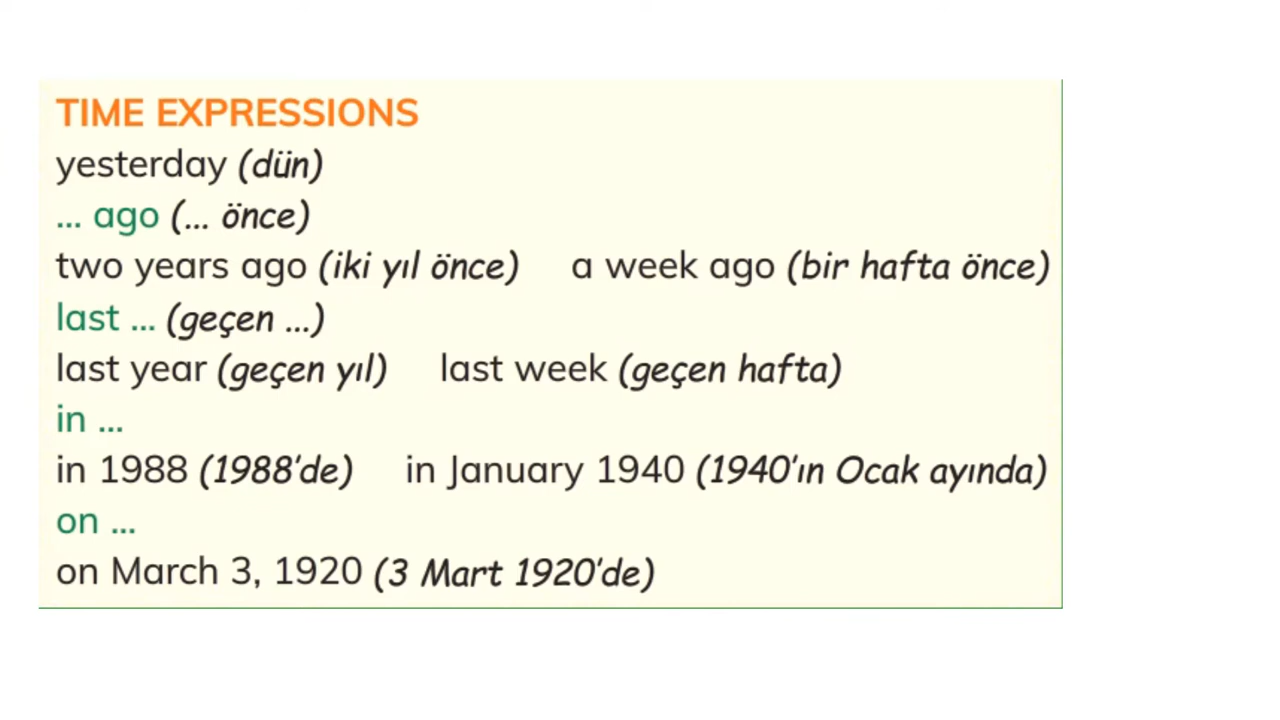 TIME EXPRESSIONS
yesterday (dün)
... ago (... önce)
two years ago (iki yıl önce) a week ago (bir hafta önce)
last ... (geçen ...)
last year (geçen yıl) last week (geçen hafta)
in ...
in 1988 (1988'de) in January 1940 (1940'ın Ocak ayında)
on ...
on March 3, 1920 (3 Mart 1920'de)